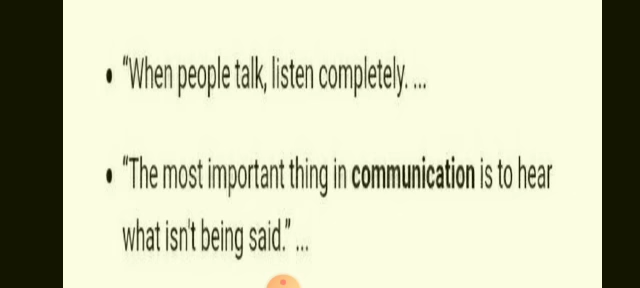 • “When people talk, listen completely. ...
• “The most important thing in communication is to hear
what isn't being said.” ...